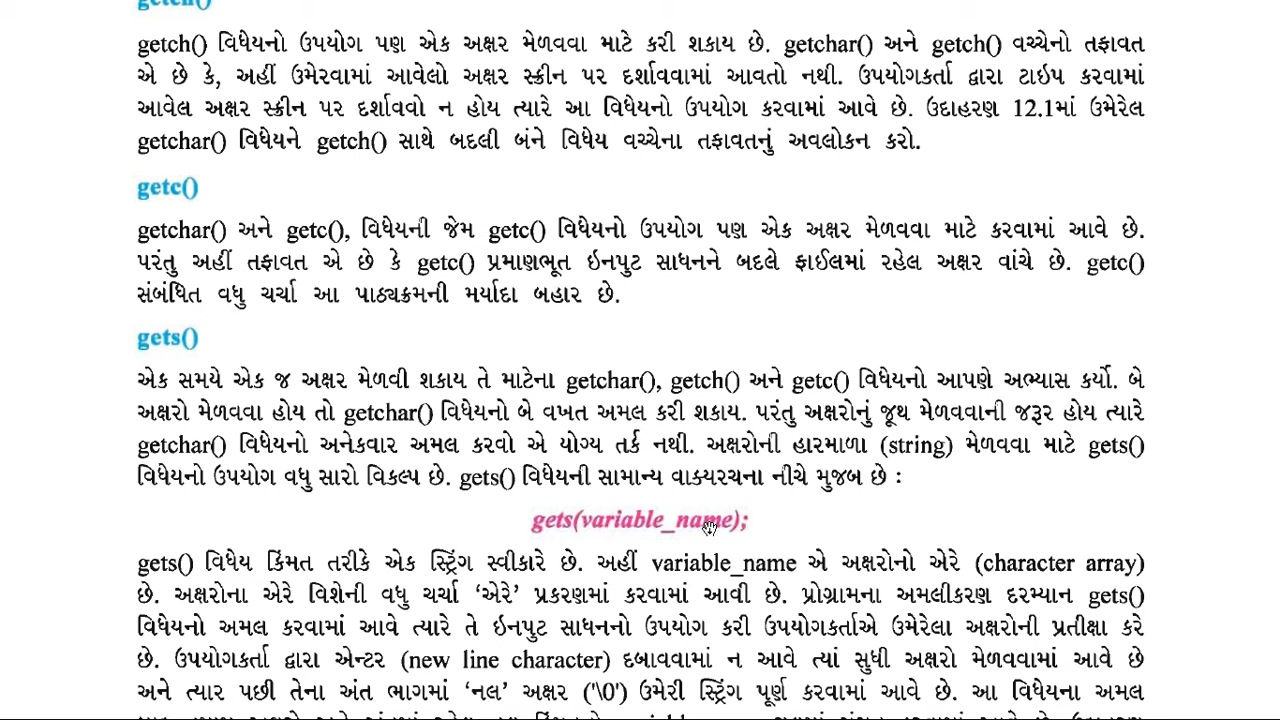 getch()
getch() વિધેયનો ઉપયોગ પણ એક અક્ષર મેળવવા માટે કરી શકાય છે. getchar() અને getch() વચ્ચેનો તફાવત
એ છે કે, અહીં ઉમેરવામાં આવેલો અક્ષર સ્ક્રીન પર દર્શાવવામાં આવતો નથી. ઉપયોગકર્તા દ્વારા ટાઇપ કરવામાં
આવેલ અક્ષર સ્ક્રીન પર દર્શાવવો ન હોય ત્યારે આ વિધેયનો ઉપયોગ કરવામાં આવે છે. ઉદાહરણ 12.1માં ઉમેરેલ
getchar() વિધેયને getch() સાથે બદલી બંને વિધેય વચ્ચેના તફાવતનું અવલોકન કરો.
getc()
getchar() અને getc(), વિધેયની જેમ getc() વિધેયનો ઉપયોગ પણ એક અક્ષર મેળવવા માટે કરવામાં આવે છે.
પરંતુ અહીં તફાવત એ છે કે getc() પ્રમાણભૂત ઇનપુટ સાધનને બદલે ફાઈલમાં રહેલ અક્ષર વાંચે છે. getc()
સંબંધિત વધુ ચર્ચા આ પાઠ્યક્રમની મર્યાદા બહાર છે.
gets()
એક સમયે એક જ અક્ષર મેળવી શકાય તે માટેના getchar(), getch() અને getc() વિધેયનો આપણે અભ્યાસ કર્યો. બે
અક્ષરો મેળવવા હોય તો getchar() વિધેયનો બે વખત અમલ કરી શકાય. પરંતુ અક્ષરોનું જૂથ મેળવવાની જરૂર હોય ત્યારે
getchar() વિધેયનો અનેકવાર અમલ કરવો એ યોગ્ય તર્ક નથી. અક્ષરોની હારમાળા (string) મેળવવા માટે gets()
વિધેયનો ઉપયોગ વધુ સારો વિકલ્પ છે. gets() વિધેયની સામાન્ય વાક્યરચના નીચે મુજબ છે :
gets(variable_name);
gets() વિધેય કિંમત તરીકે એક સ્ટ્રિંગ સ્વીકારે છે. અહીં variable_name એ અક્ષરોનો એરે (character array)
છે. અક્ષરોના એરે વિશેની વધુ ચર્ચા ‘એરે’ પ્રકરણમાં કરવામાં આવી છે. પ્રોગ્રામના અમલીકરણ દરમ્યાન gets()
વિધેયનો અમલ કરવામાં આવે ત્યારે તે ઇનપુટ સાધનનો ઉપયોગ કરી ઉપયોગકર્તાએ ઉમેરેલા અક્ષરોની પ્રતીક્ષા કરે
છે. ઉપયોગકર્તા દ્વારા એન્ટર (new line character) દબાવવામાં ન આવે ત્યાં સુધી અક્ષરો મેળવવામાં આવે છે
અને ત્યાર પછી તેના અંત ભાગમાં ‘નલ’ અક્ષર ('\0') ઉમેરી સ્ટ્રિંગ પૂર્ણ કરવામાં આવે છે. આ વિધેયના અમલ